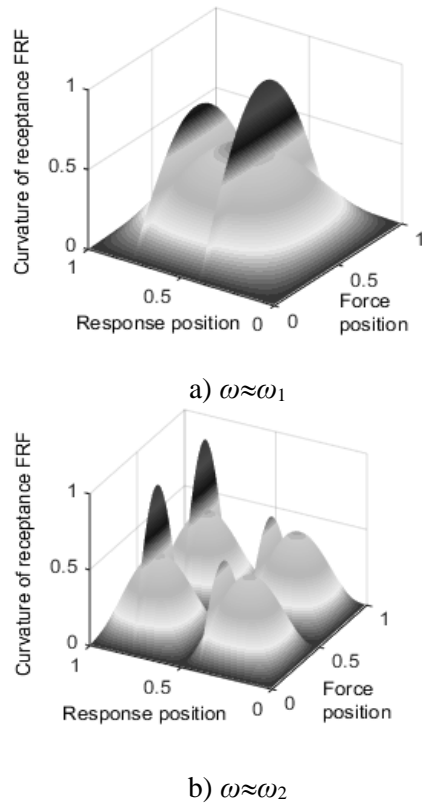 Curvature of receptance FRF
1
0.5
0
1
0.5
0
0
0.5
1
Response position
Force
position
a) ω≈ω₁
Curvature of receptance FRF
1
0.5
0
1
0.5
0
0
0.5
1
Response position
Force
position
b) ω≈ω₂